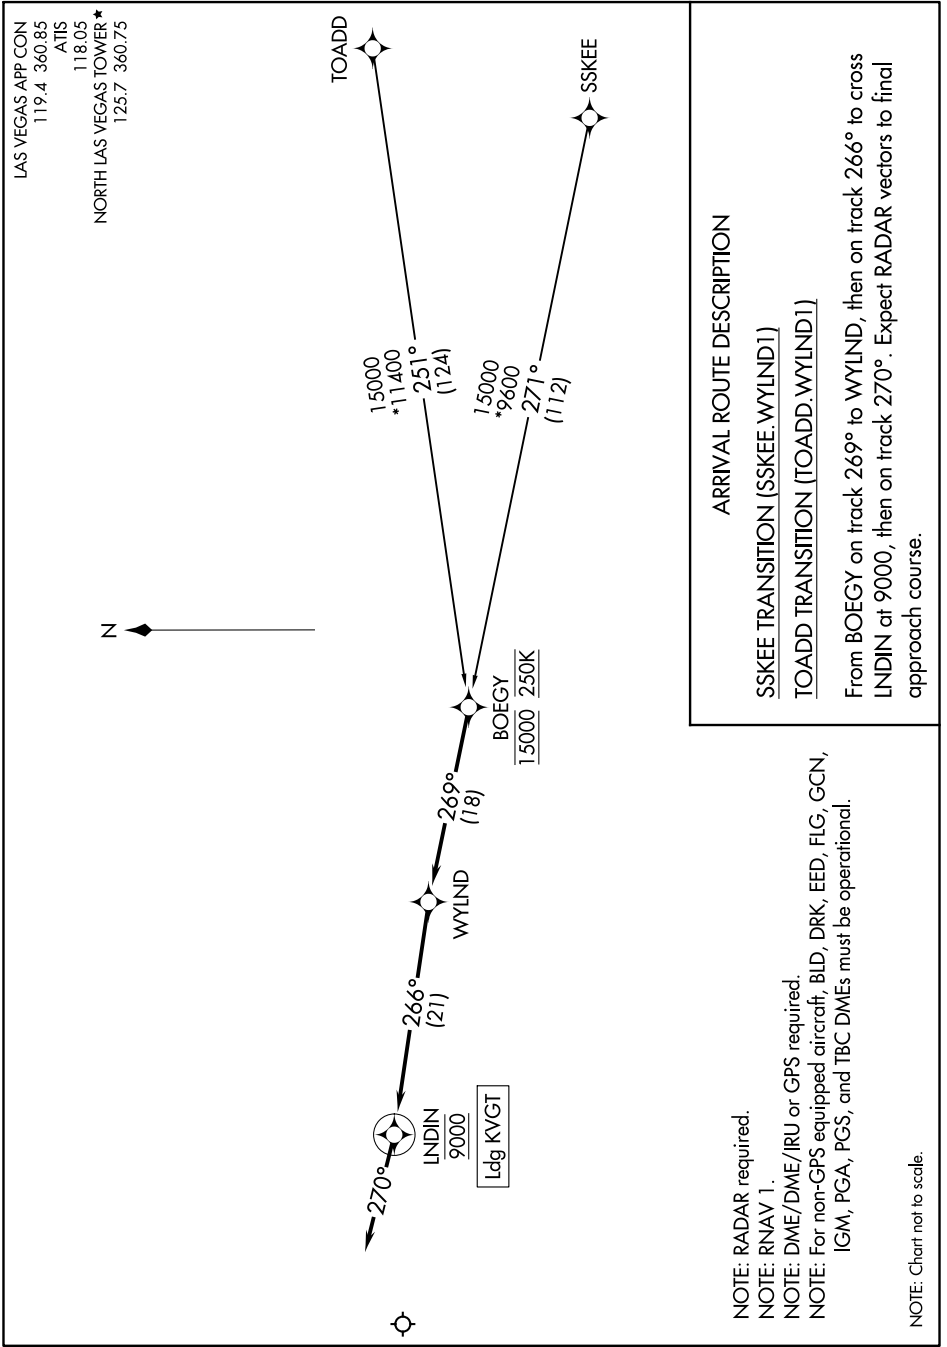 LAS VEGAS APP CON
119.4 360.85
ATIS
118.05
NORTH LAS VEGAS TOWER★
125.7 360.75
TOADD
SSKEE
15000
*11400
251°
(124)
15000
*9600
271°
(112)
N
BOEGY
15000 250K
269°
(18)
WYLND
266°
(21)
LNDIN
9000
Ldg KVGT
270°
ARRIVAL ROUTE DESCRIPTION
SSKEE TRANSITION (SSKEE.WYLND1)
TOADD TRANSITION (TOADD.WYLND1)
From BOEGY on track 269° to WYLND, then on track 266° to cross
LNDIN at 9000, then on track 270°. Expect RADAR vectors to final
approach course.
NOTE: RADAR required.
NOTE: RNAV 1.
NOTE: DME/DME/IRU or GPS required.
NOTE: For non-GPS equipped aircraft, BLD, DRK, EED, FLG, GCN,
IGM, PGA, PGS, and TBC DMEs must be operational.
NOTE: Chart not to scale.